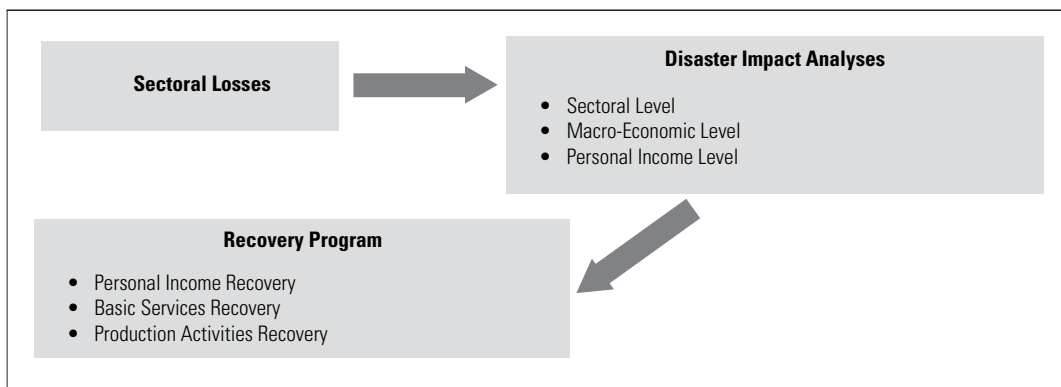 Sectoral Losses
Disaster Impact Analyses
• Sectoral Level
• Macro-Economic Level
• Personal Income Level
Recovery Program
• Personal Income Recovery
• Basic Services Recovery
• Production Activities Recovery